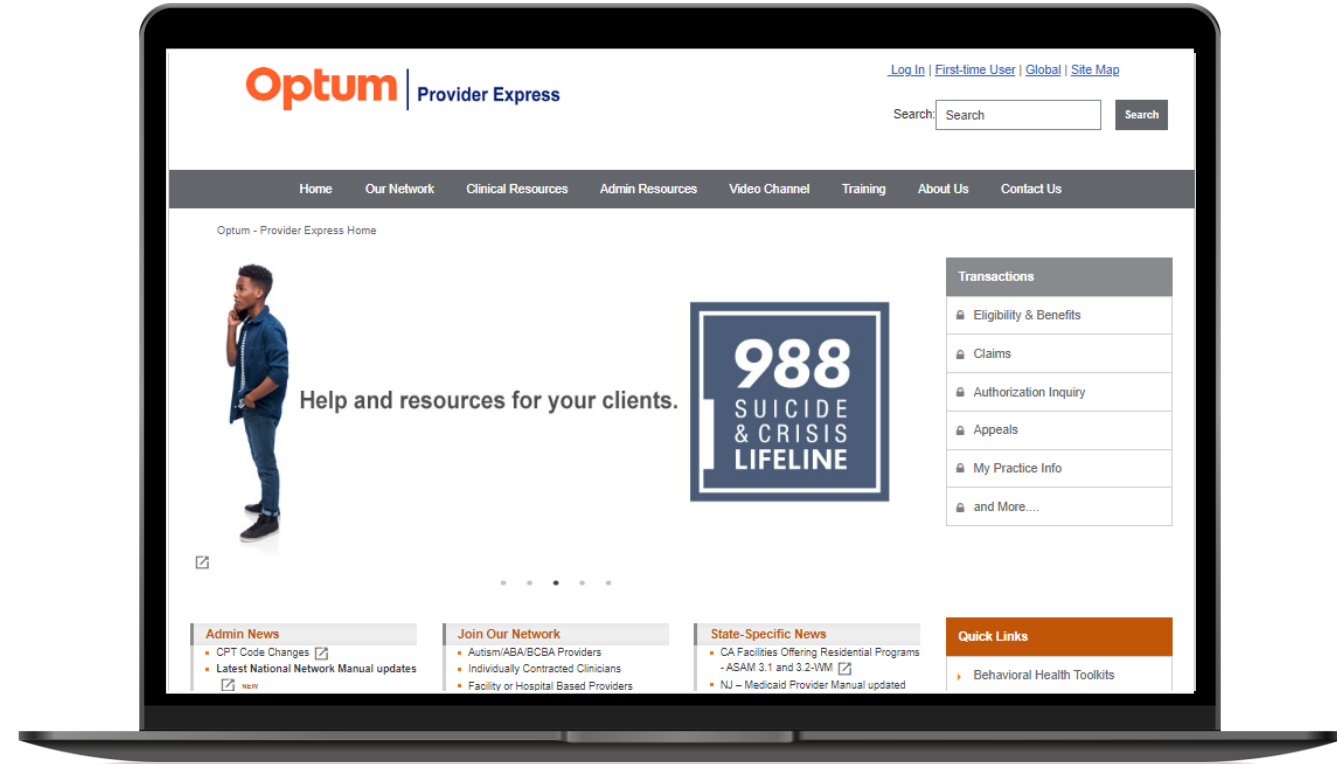 Optum | Provider Express
Log In | First-time User | Global | Site Map
Search: Search Search
Home Our Network Clinical Resources Admin Resources Video Channel Training About Us Contact Us
Optum - Provider Express Home
Help and resources for your clients.
988
SUICIDE
& CRISIS
LIFELINE
Transactions
Eligibility & Benefits
Claims
Authorization Inquiry
Appeals
My Practice Info
and More....
Admin News
CPT Code Changes
Latest National Network Manual updates
NEW
Join Our Network
Autism/ABA/BCBA Providers
Individually Contracted Clinicians
Facility or Hospital Based Providers
State-Specific News
CA Facilities Offering Residential Programs
- ASAM 3.1 and 3.2-WM
NJ – Medicaid Provider Manual updated
Quick Links
Behavioral Health Toolkits